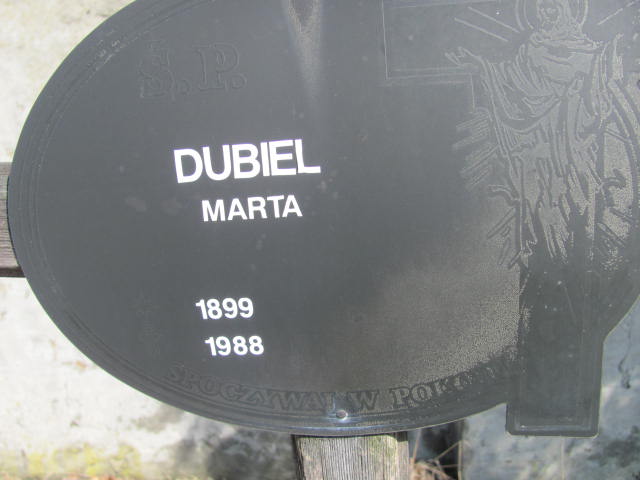 Ś.P.
DUBIEL
MARTA
1899
1988
SPOCZYWAJ W POKOJU